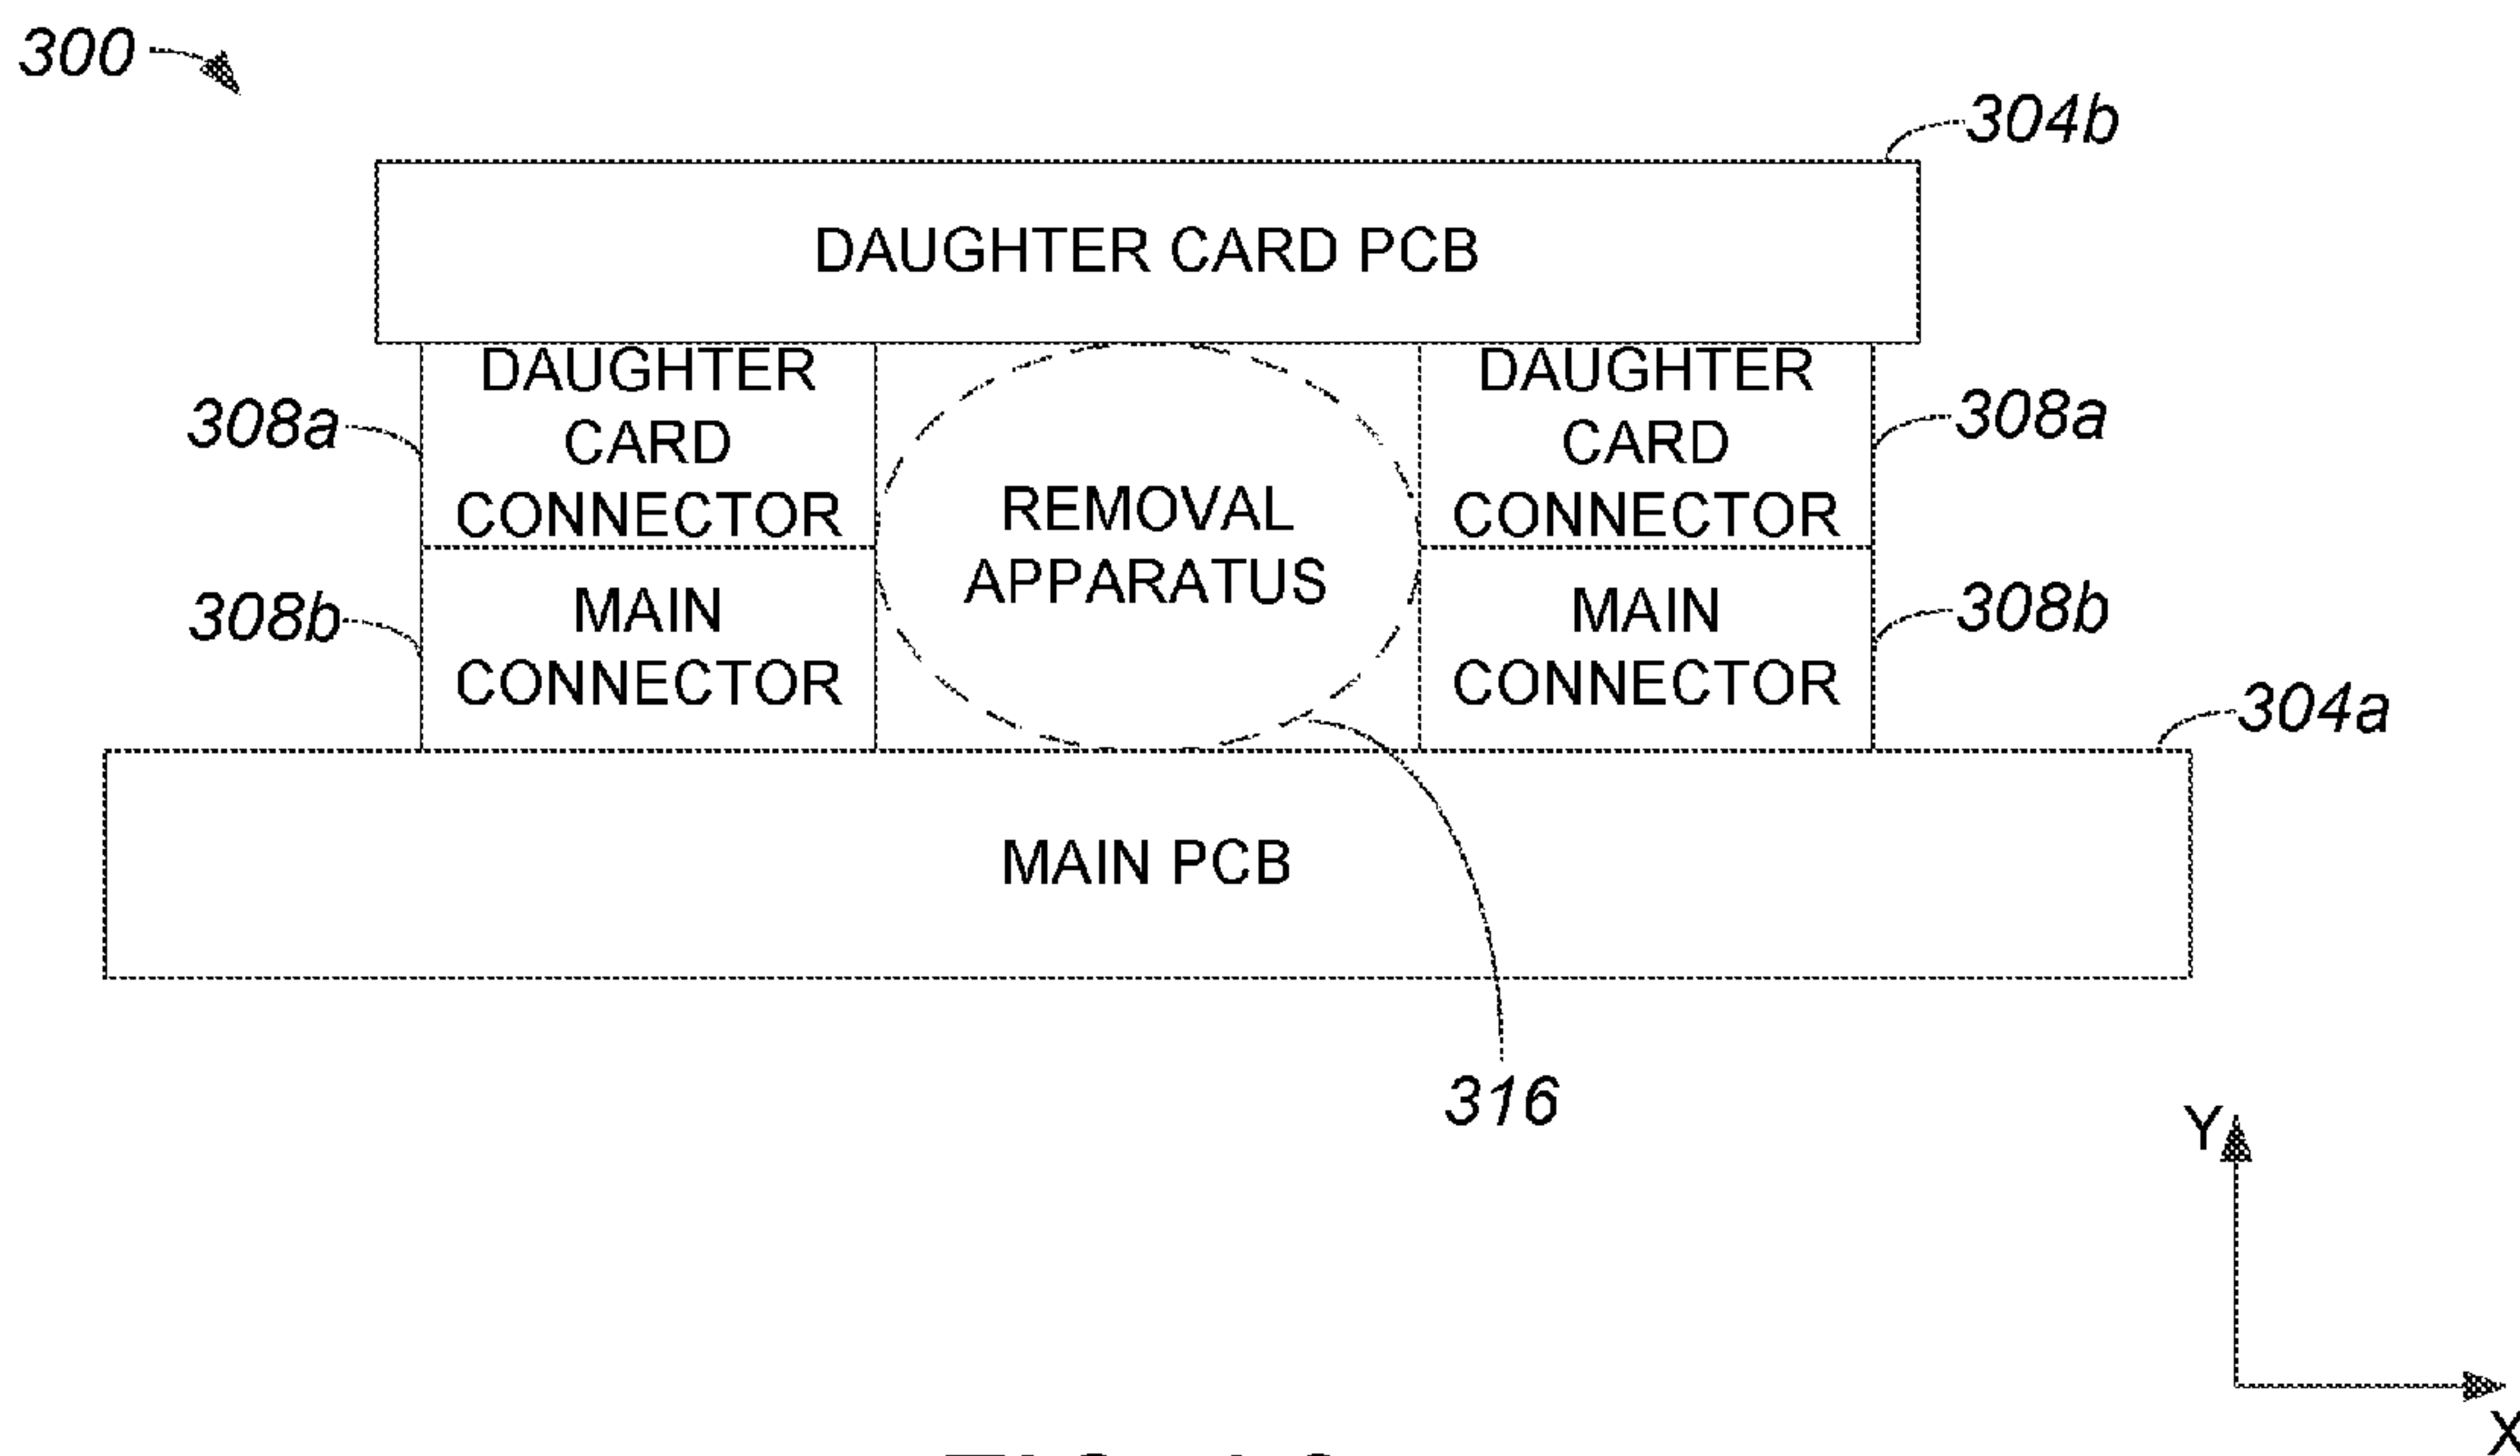 300
304b
DAUGHTER CARD PCB
DAUGHTER
CARD
CONNECTOR
308a
DAUGHTER
CARD
CONNECTOR
308a
REMOVAL
APPARATUS
308b
MAIN
CONNECTOR
MAIN
CONNECTOR
308b
304a
MAIN PCB
316
Y
X